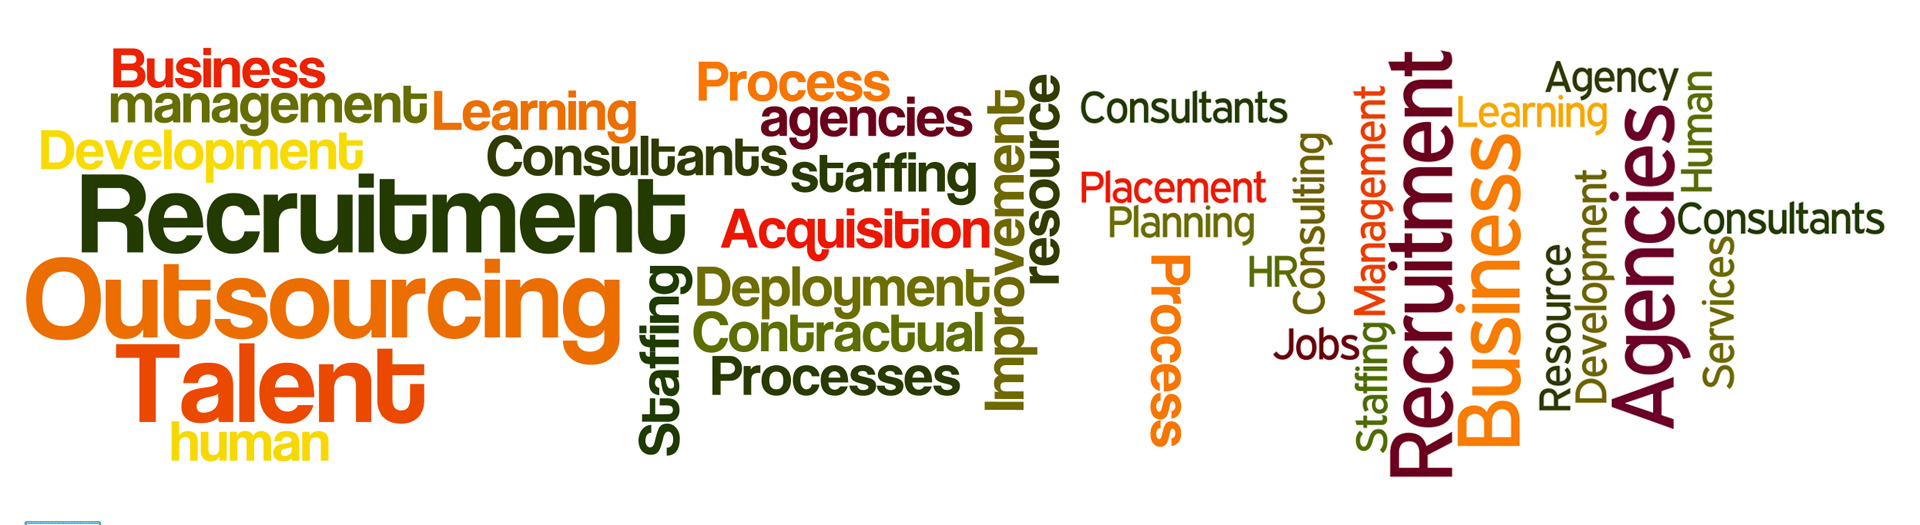 Business
management
Learning
Development
Consultants
Recruitment
Outsourcing
Talent
human
Staffing
Process
agencies
staffing
Acquisition
Deployment
Contractual
Processes
Improvement
resource
Consultants
Placement
Planning
Process
HR
Consulting
Jobs
Management
Staffing
Recruitment
Business
Learning
Agency
Resource
Development
Agencies
Human
Consultants
Services